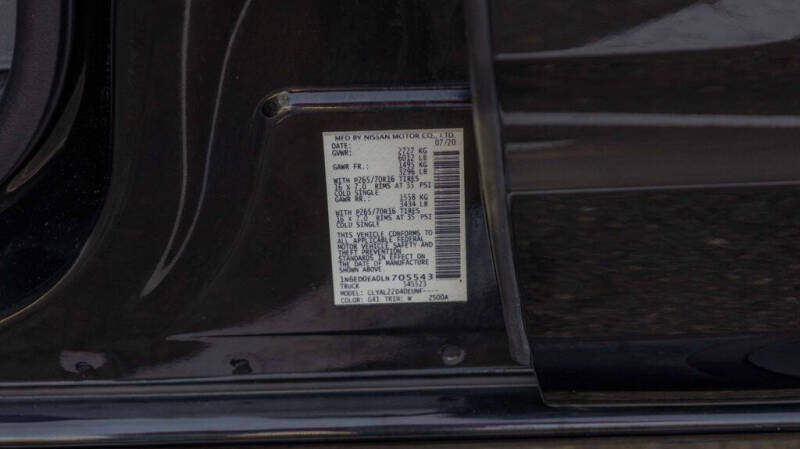 MFD BY NISSAN MOTOR CO., LTD.
DATE: 07/20
GVWR: 2727 KG
6012 LB
GAWR FR.: 1495 KG
3296 LB
WITH P265/70R16 TIRES
16 X 7.0 RIMS AT 35 PSI
COLD SINGLE
GAWR RR.: 1558 KG
3434 LB
WITH P265/70R16 TIRES
16 X 7.0 RIMS AT 35 PSI
COLD SINGLE
THIS VEHICLE CONFORMS TO
ALL APPLICABLE FEDERAL
MOTOR VEHICLE SAFETY AND
THEFT PREVENTION
STANDARDS IN EFFECT ON
THE DATE OF MANUFACTURE
SHOWN ABOVE.
1N6ED0EA0LN705543
TRUCK 545523
MODEL: CLYALZ2D40EUNF----
COLOR: G41 TRIM: W 2500A